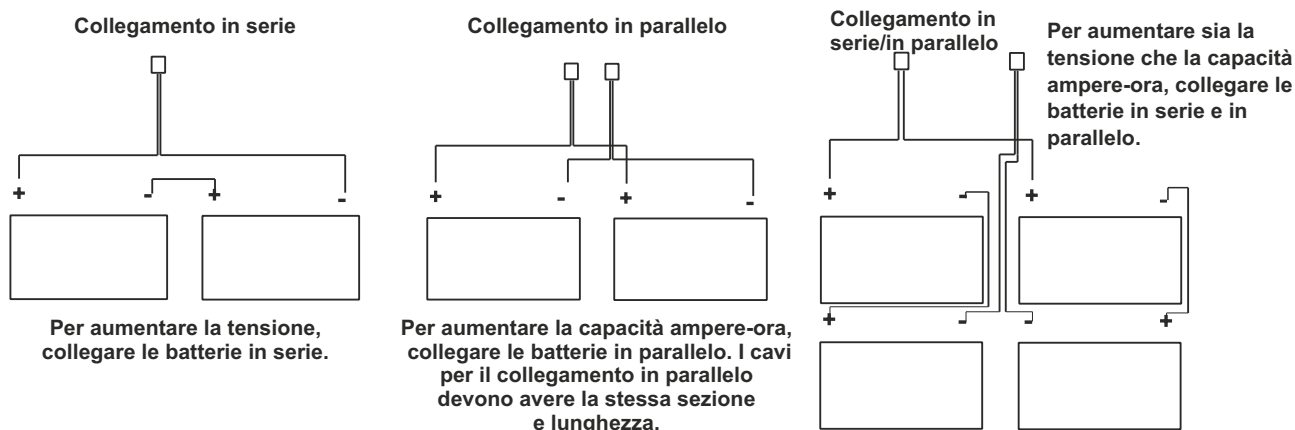 Collegamento in serie
+
-
+
-
Per aumentare la tensione,
collegare le batterie in serie.
Collegamento in parallelo
+
-
+
-
Per aumentare la capacità ampere-ora,
collegare le batterie in parallelo. I cavi
per il collegamento in parallelo
devono avere la stessa sezione
e lunghezza.
Collegamento in
serie/in parallelo
Per aumentare sia la
tensione che la capacità
ampere-ora, collegare le
batterie in serie e in
parallelo.
+
-
+
-
+
-
-
+